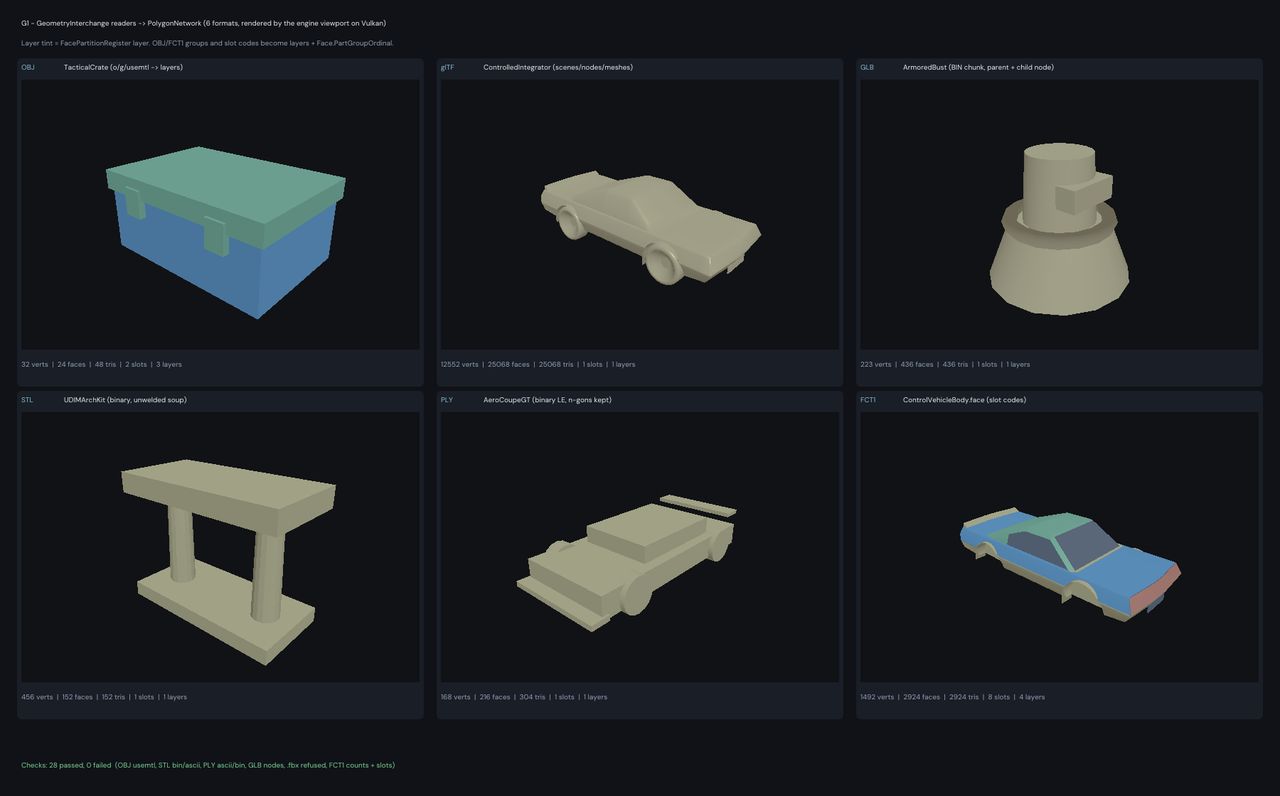 G1 - GeometryInterchange readers -> PolygonNetwork (6 formats, rendered by the engine viewport on Vulkan)
Layer tint = FacePartitionRegister layer. OBJ/FCT1 groups and slot codes become layers + Face.PartGroupOrdinal.
OBJ TacticalCrate (o/g/usemtl -> layers)
32 verts | 24 faces | 48 tris | 2 slots | 3 layers
glTF ControlledIntegrator (scenes/nodes/meshes)
12552 verts | 25068 faces | 25068 tris | 1 slots | 1 layers
GLB ArmoredBust (BIN chunk, parent + child node)
223 verts | 436 faces | 436 tris | 1 slots | 1 layers
STL UDIMArchKit (binary, unwelded soup)
456 verts | 152 faces | 152 tris | 1 slots | 1 layers
PLY AeroCoupeGT (binary LE, n-gons kept)
168 verts | 216 faces | 304 tris | 1 slots | 1 layers
FCT1 ControlVehicleBody.face (slot codes)
1492 verts | 2924 faces | 2924 tris | 8 slots | 4 layers
Checks: 28 passed, 0 failed (OBJ usemtl, STL bin/ascii, PLY ascii/bin, GLB nodes, .fbx refused, FCT1 counts + slots)